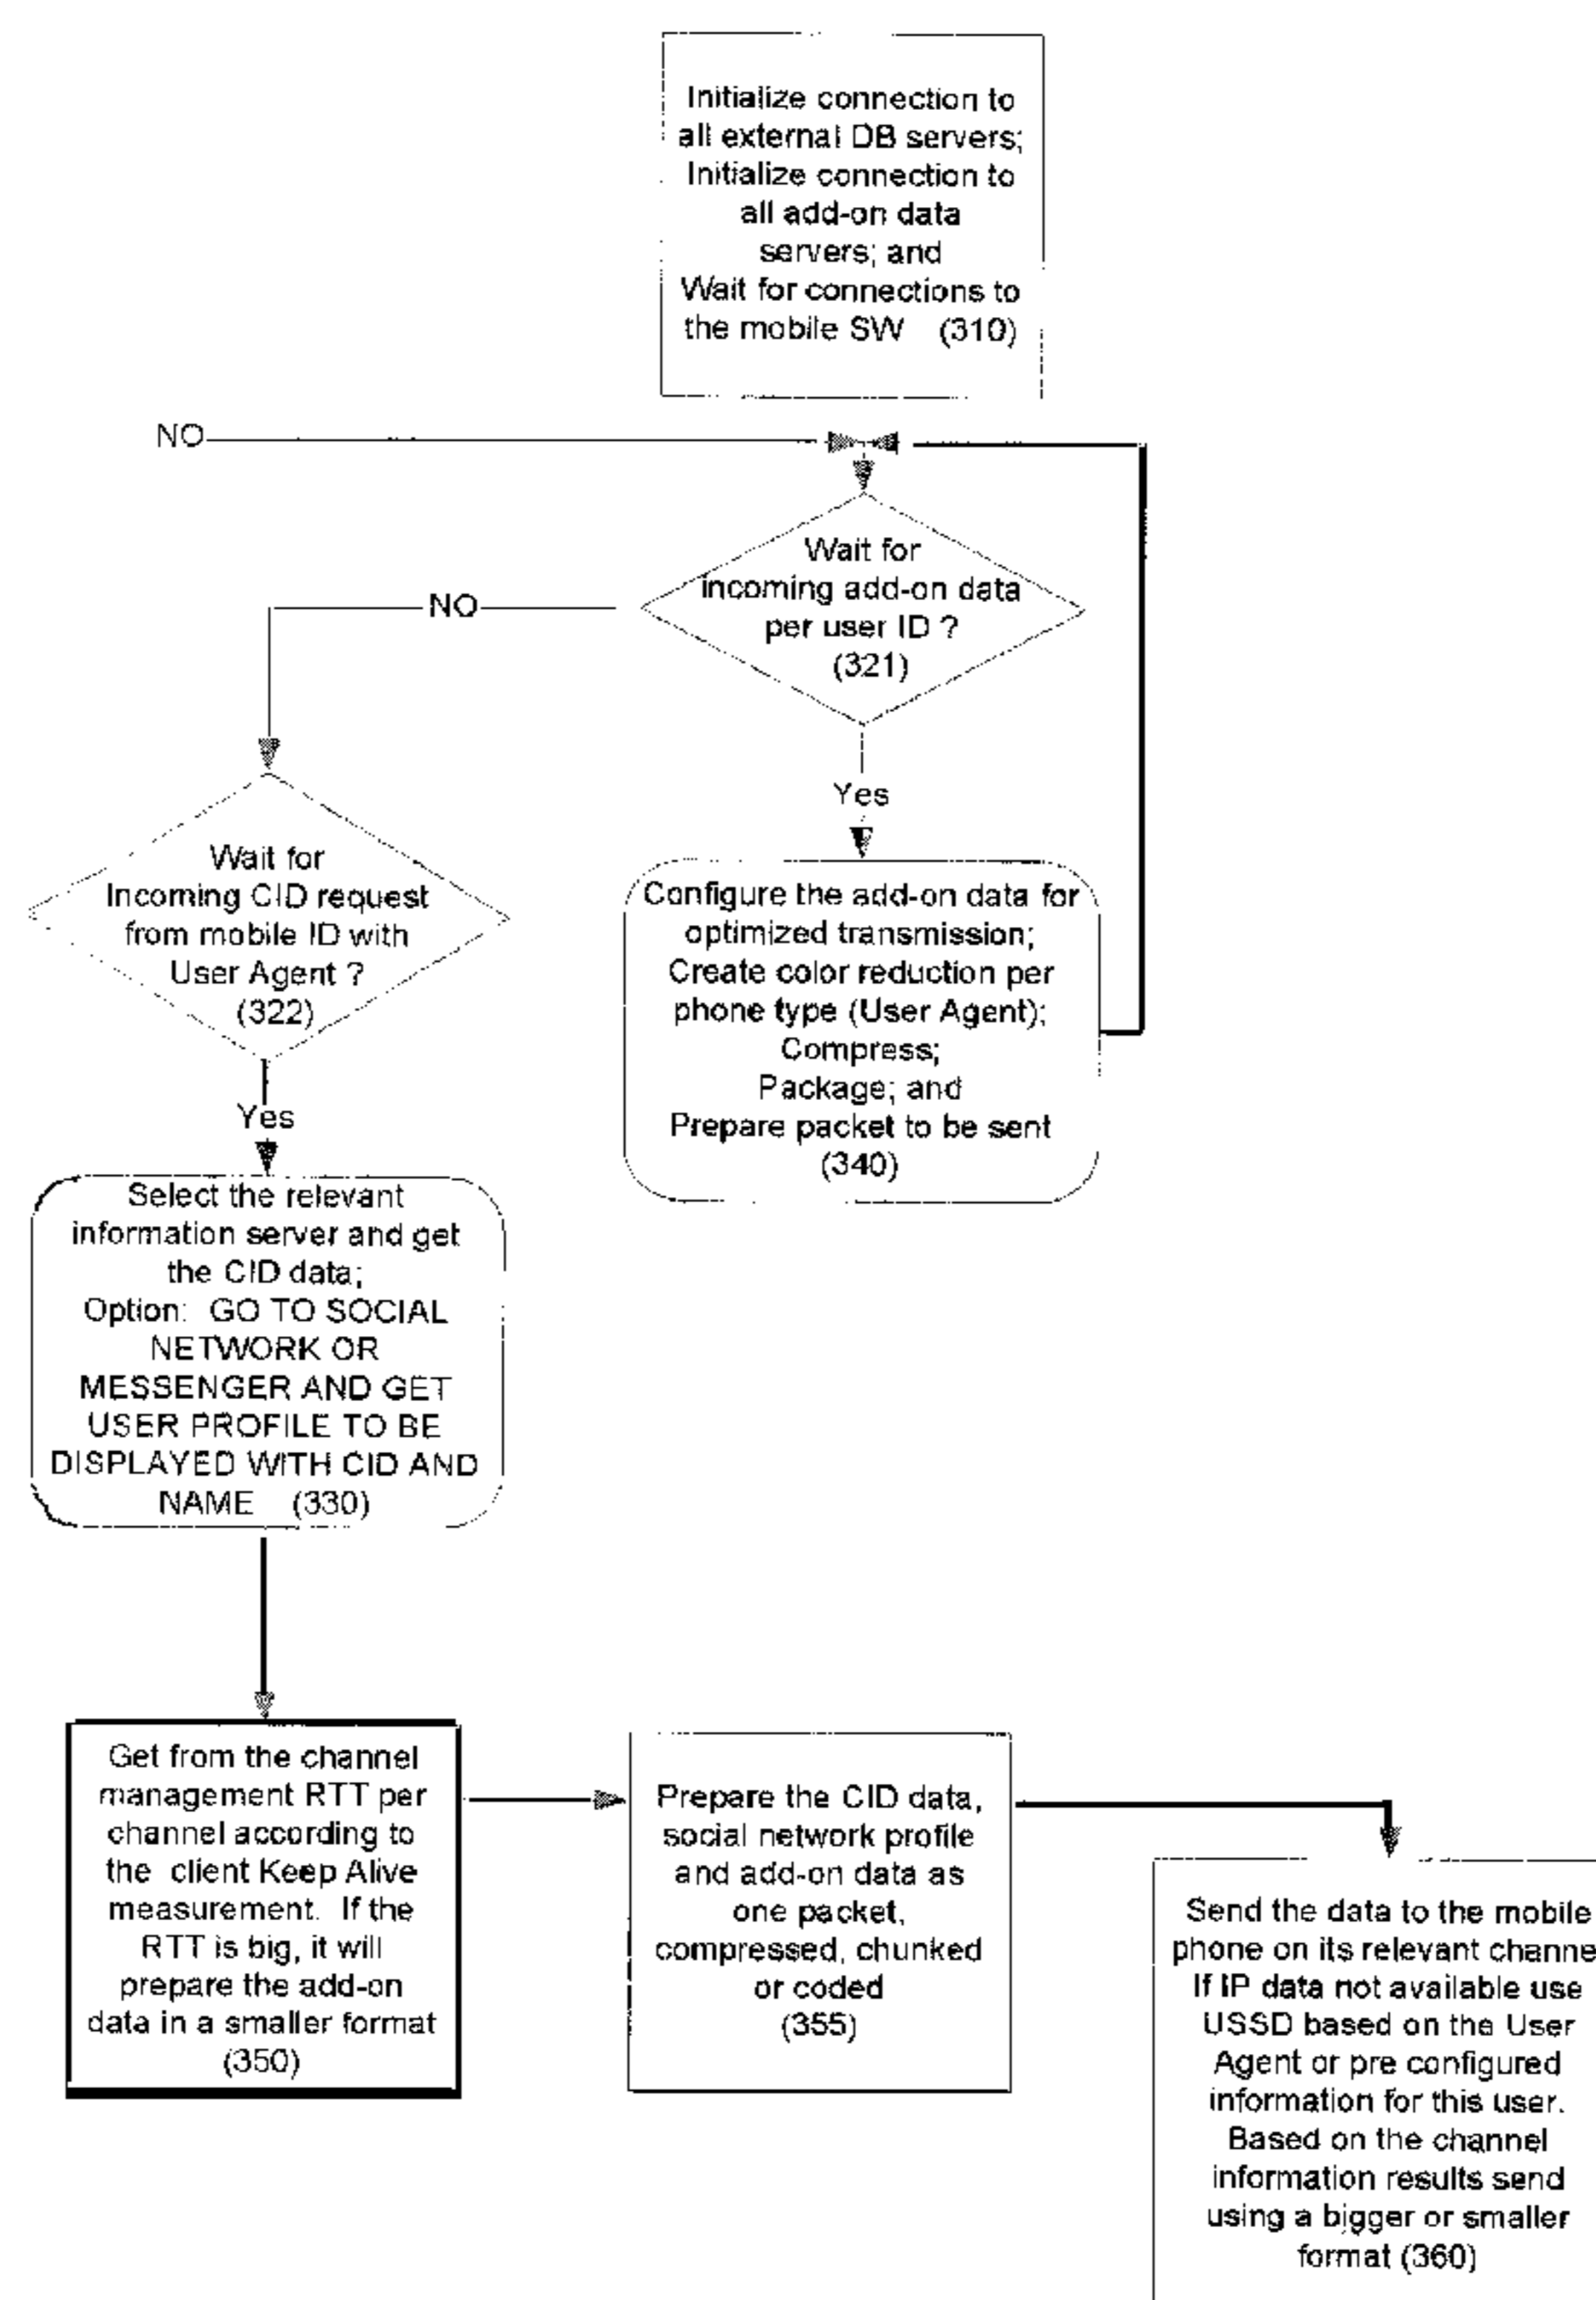 Initialize connection to
all external DB servers;
Initialize connection to
all add-on data
servers; and
Wait for connections to
the mobile SW (310)
NO
Wait for
incoming add-on data
per user ID ?
(321)
NO
Yes
Wait for
Incoming CID request
from mobile ID with
User Agent ?
(322)
Configure the add-on data for
optimized transmission;
Create color reduction per
phone type (User Agent);
Compress;
Package; and
Prepare packet to be sent
(340)
Yes
Select the relevant
information server and get
the CID data;
Option: GO TO SOCIAL
NETWORK OR
MESSENGER AND GET
USER PROFILE TO BE
DISPLAYED WITH CID AND
NAME (330)
Get from the channel
management RTT per
channel according to
the client Keep Alive
measurement. If the
RTT is big, it will
prepare the add-on
data in a smaller format
(350)
Prepare the CID data,
social network profile
and add-on data as
one packet,
compressed, chunked
or coded
(355)
Send the data to the mobile
phone on its relevant channe
If IP data not available use
USSD based on the User
Agent or pre configured
information for this user.
Based on the channel
information results send
using a bigger or smaller
format (360)